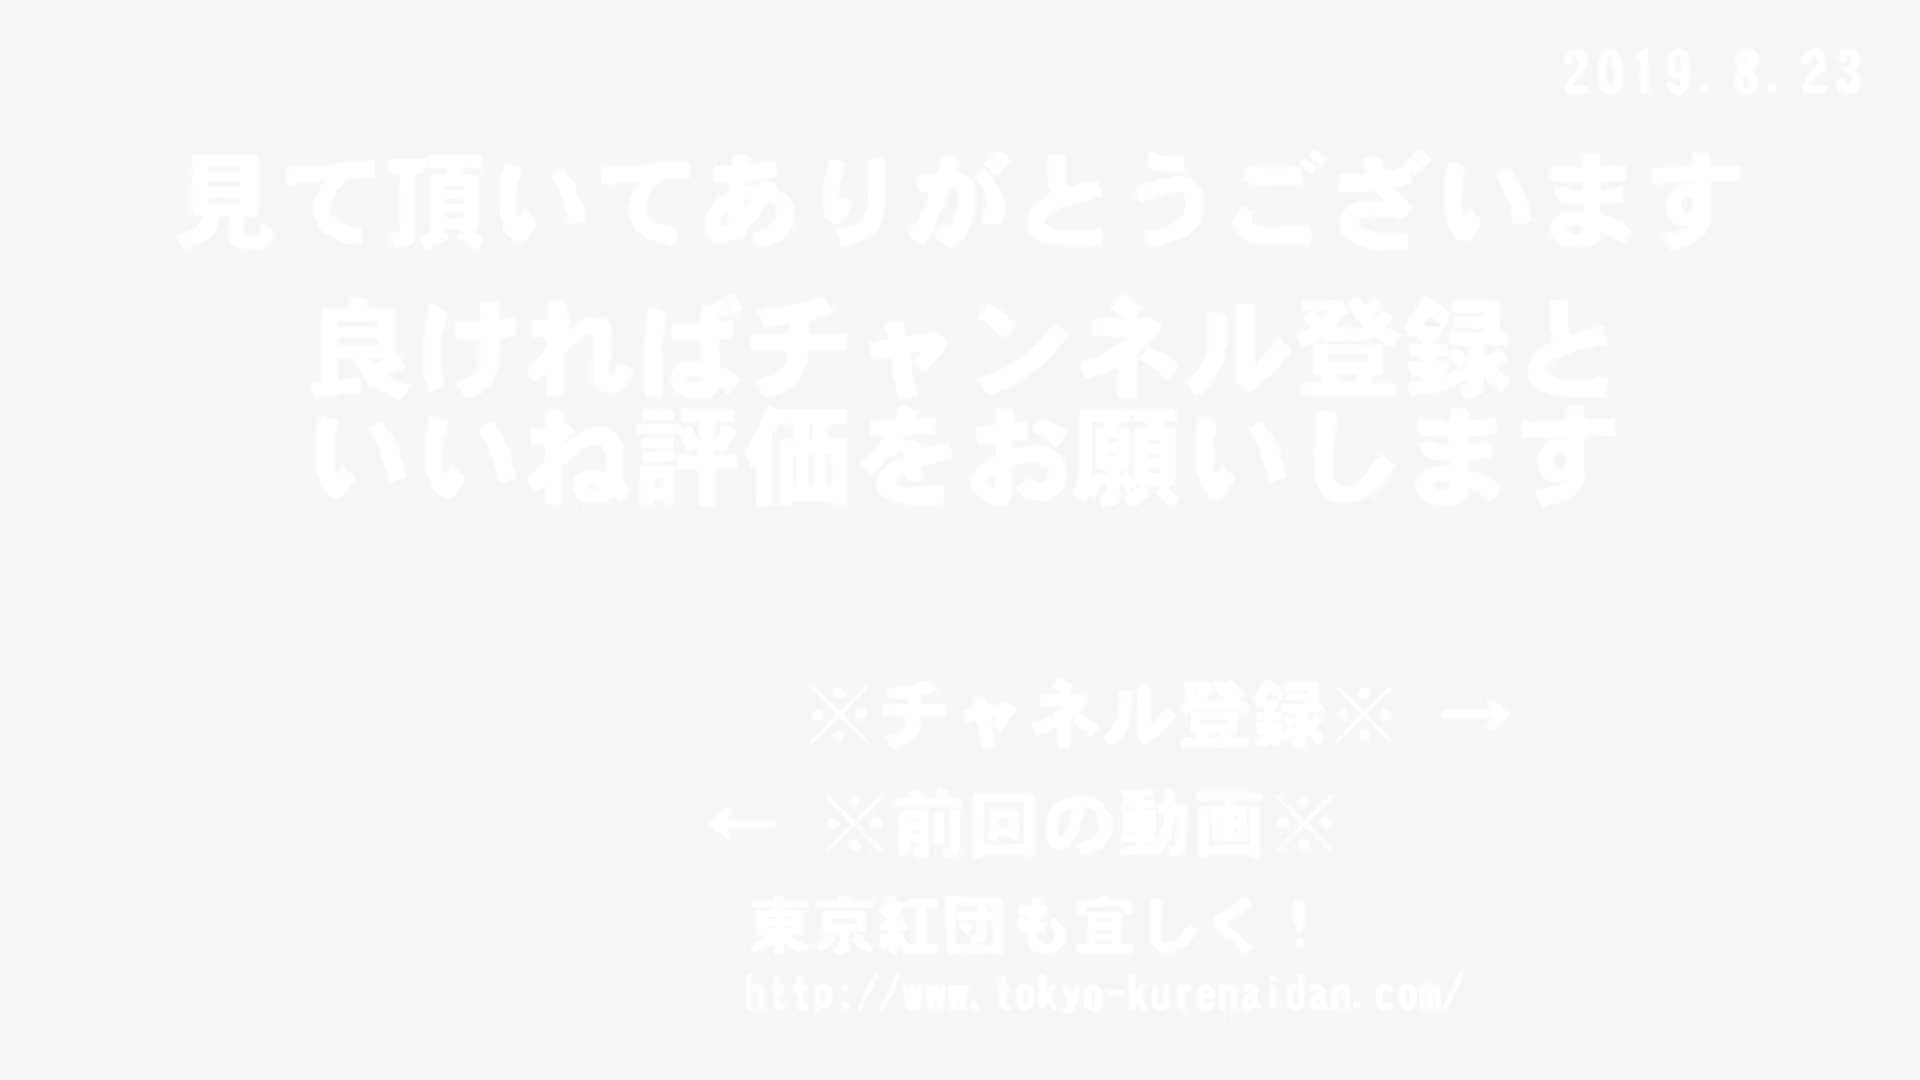 2019.8.23
見て頂いてありがとうございます
良ければチャンネル登録と
いいね評価をお願いします
※チャネル登録※ →
← ※前回の動画※
東京紅団も宜しく！
http://www.tokyo-kurenaidan.com/